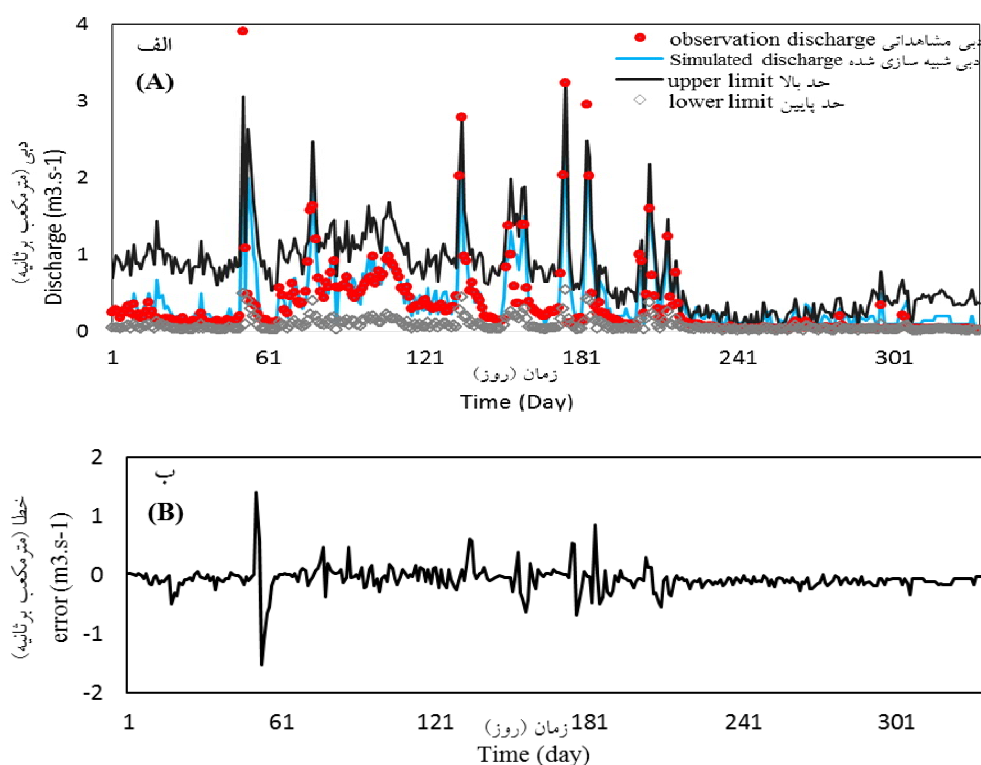 4
3
2
1
0
الف
(A)
observation discharge دبی مشاهداتی
Simulated discharge دبی شبیه سازی شده
upper limit حد بالا
lower limit حد پایین
دبی (مترمکعب برثانیه)
Discharge (m3.s-1)
1 61 121 181 241 301
زمان (روز)
Time (Day)
2
1
0
-1
-2
ب
(B)
خطا (مترمکعب برثانیه)
error (m3.s-1)
1 61 121 181 241 301
زمان (روز)
Time (day)